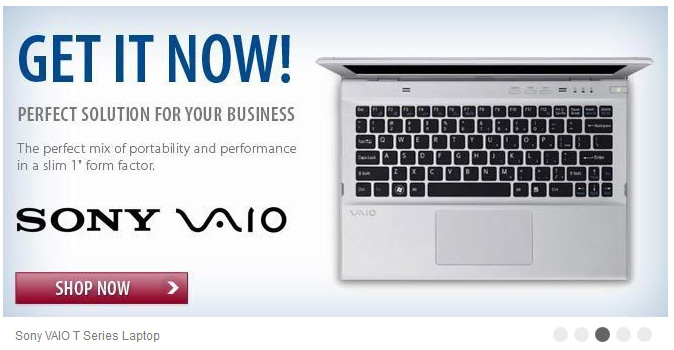 GET IT NOW!
PERFECT SOLUTION FOR YOUR BUSINESS
The perfect mix of portability and performance
in a slim 1" form factor.
SONY VAIO
SHOP NOW
VAIO
Sony VAIO T Series Laptop